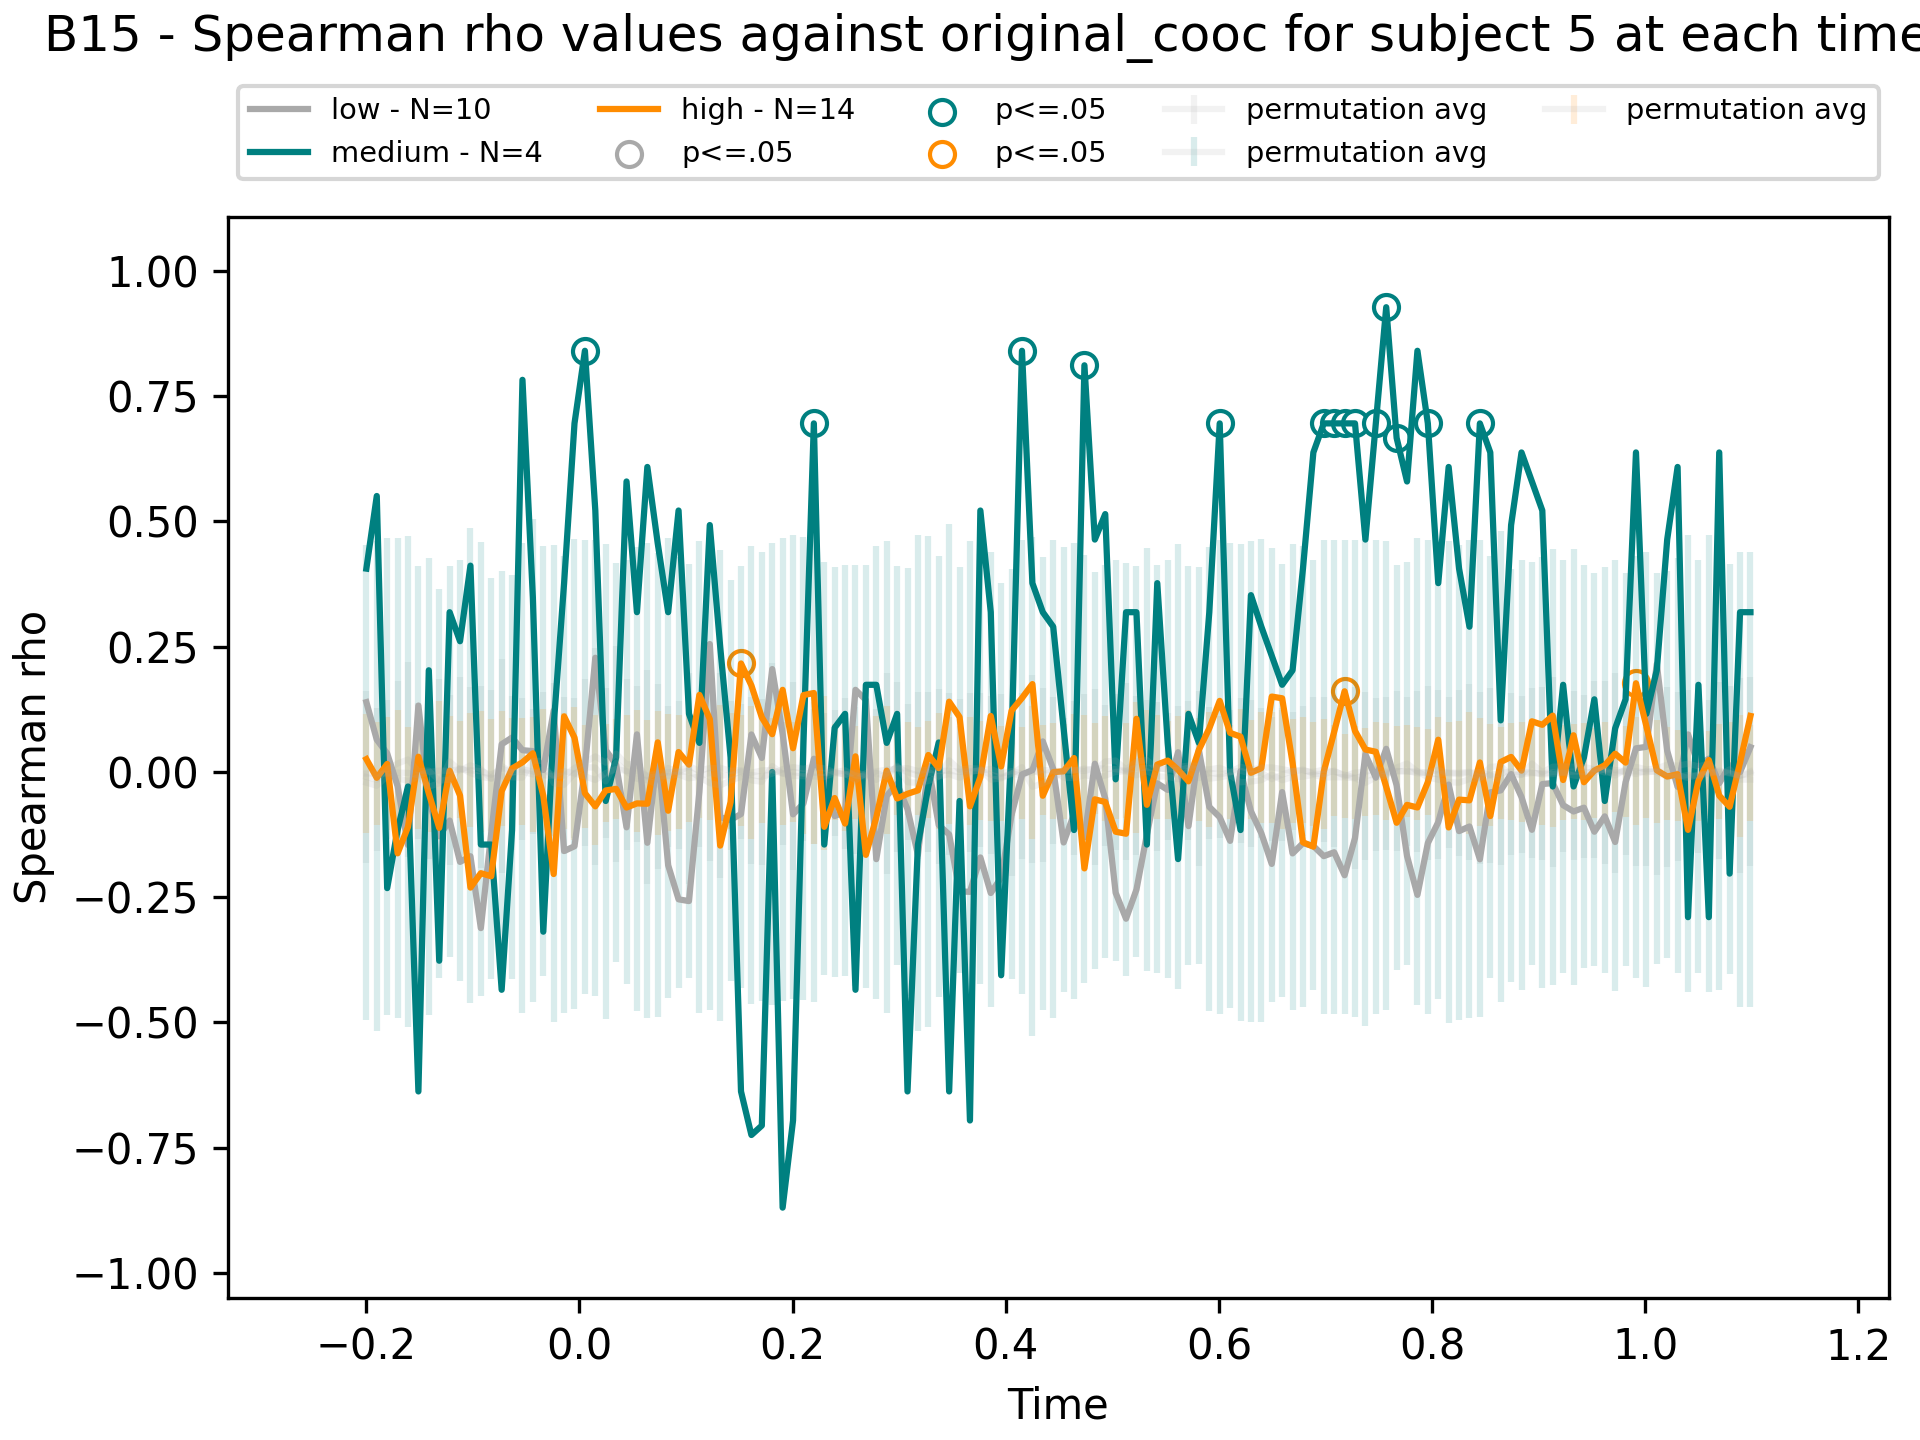 B15 - Spearman rho values against original_cooc for subject 5 at each time
low - N=10 high - N=14 p<=.05 permutation avg permutation avg
medium - N=4 p<=.05 p<=.05 permutation avg
1.00
0.75
0.50
0.25
0.00
−0.25
−0.50
−0.75
−1.00
Spearman rho
−0.2 0.0 0.2 0.4 0.6 0.8 1.0 1.2
Time